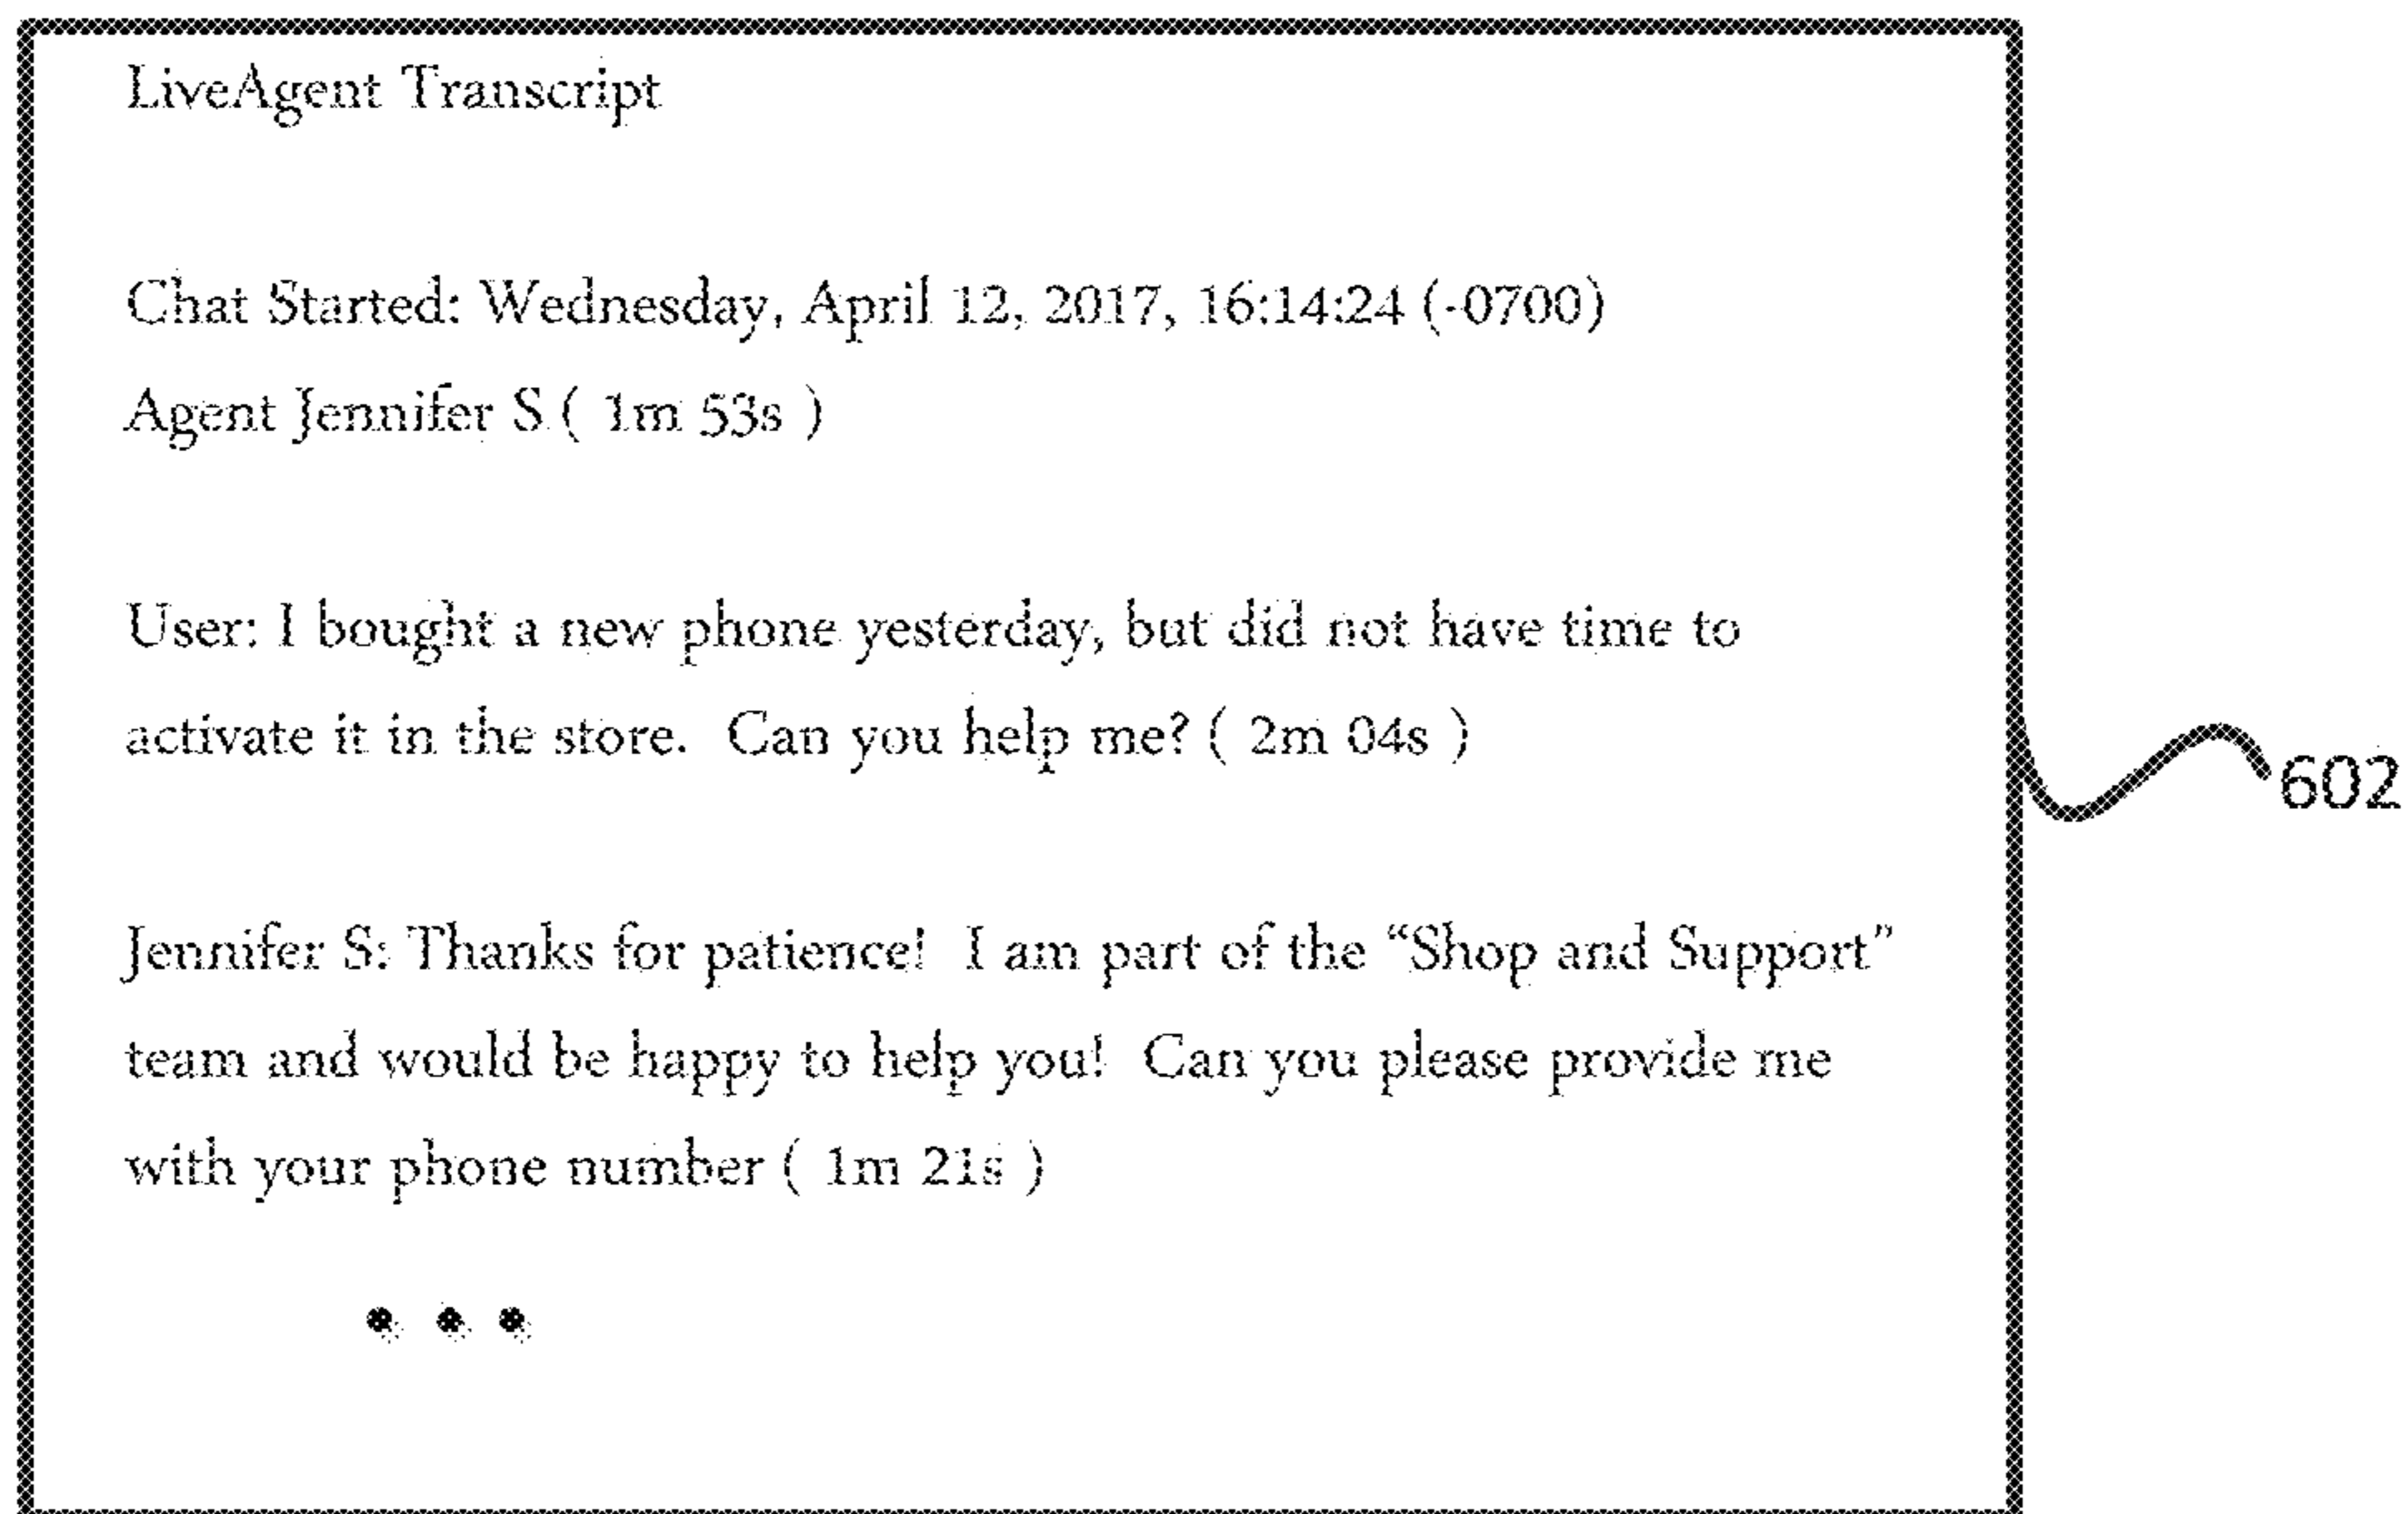 LiveAgent Transcript
Chat Started: Wednesday, April 12, 2017, 16:14:24 (-0700)
Agent Jennifer S ( 1m 53s )
User: I bought a new phone yesterday, but did not have time to
activate it in the store.  Can you help me? ( 2m 04s )
602
Jennifer S: Thanks for patience!  I am part of the “Shop and Support”
team and would be happy to help you!  Can you please provide me
with your phone number ( 1m 21s )
• • •